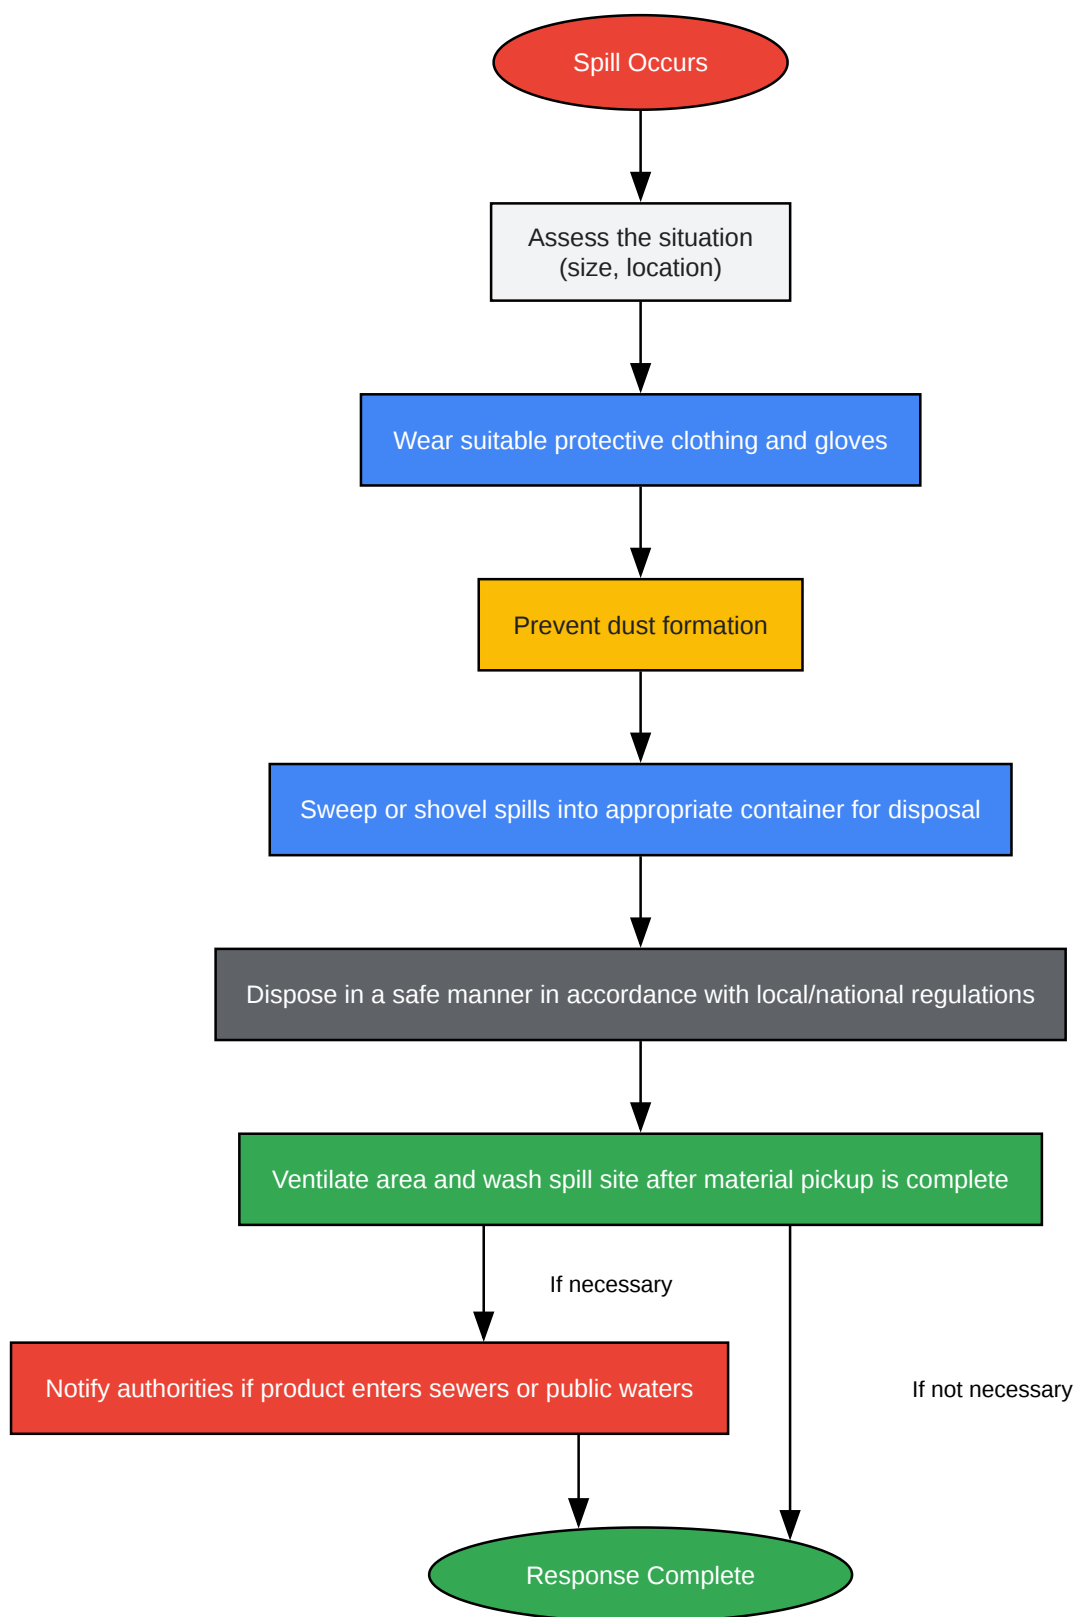 Spill Occurs
Assess the situation
(size, location)
Wear suitable protective clothing and gloves
Prevent dust formation
Sweep or shovel spills into appropriate container for disposal
Dispose in a safe manner in accordance with local/national regulations
Ventilate area and wash spill site after material pickup is complete
If necessary
Notify authorities if product enters sewers or public waters
If not necessary
Response Complete